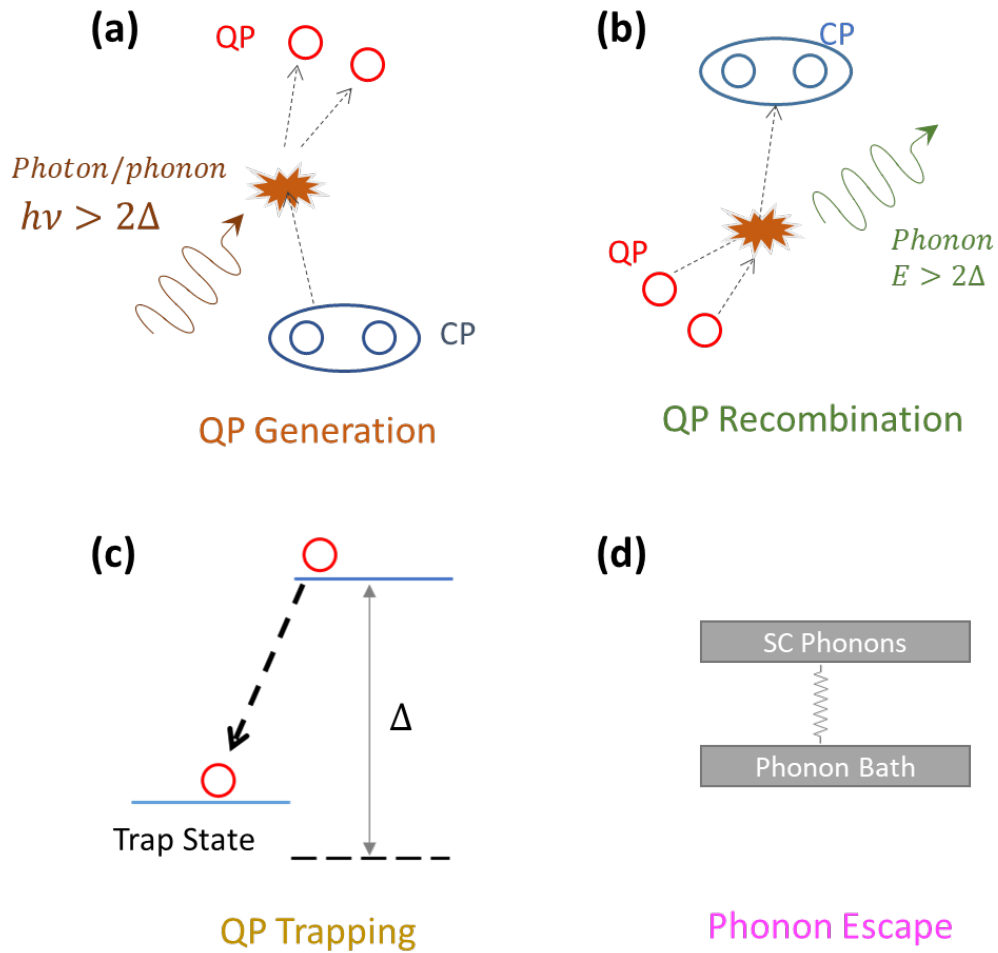 (a)
QP
Photon/phonon
hν > 2Δ
CP
QP Generation
(b)
CP
QP
Phonon
E > 2Δ
QP Recombination
(c)
Δ
Trap State
QP Trapping
(d)
SC Phonons
Phonon Bath
Phonon Escape